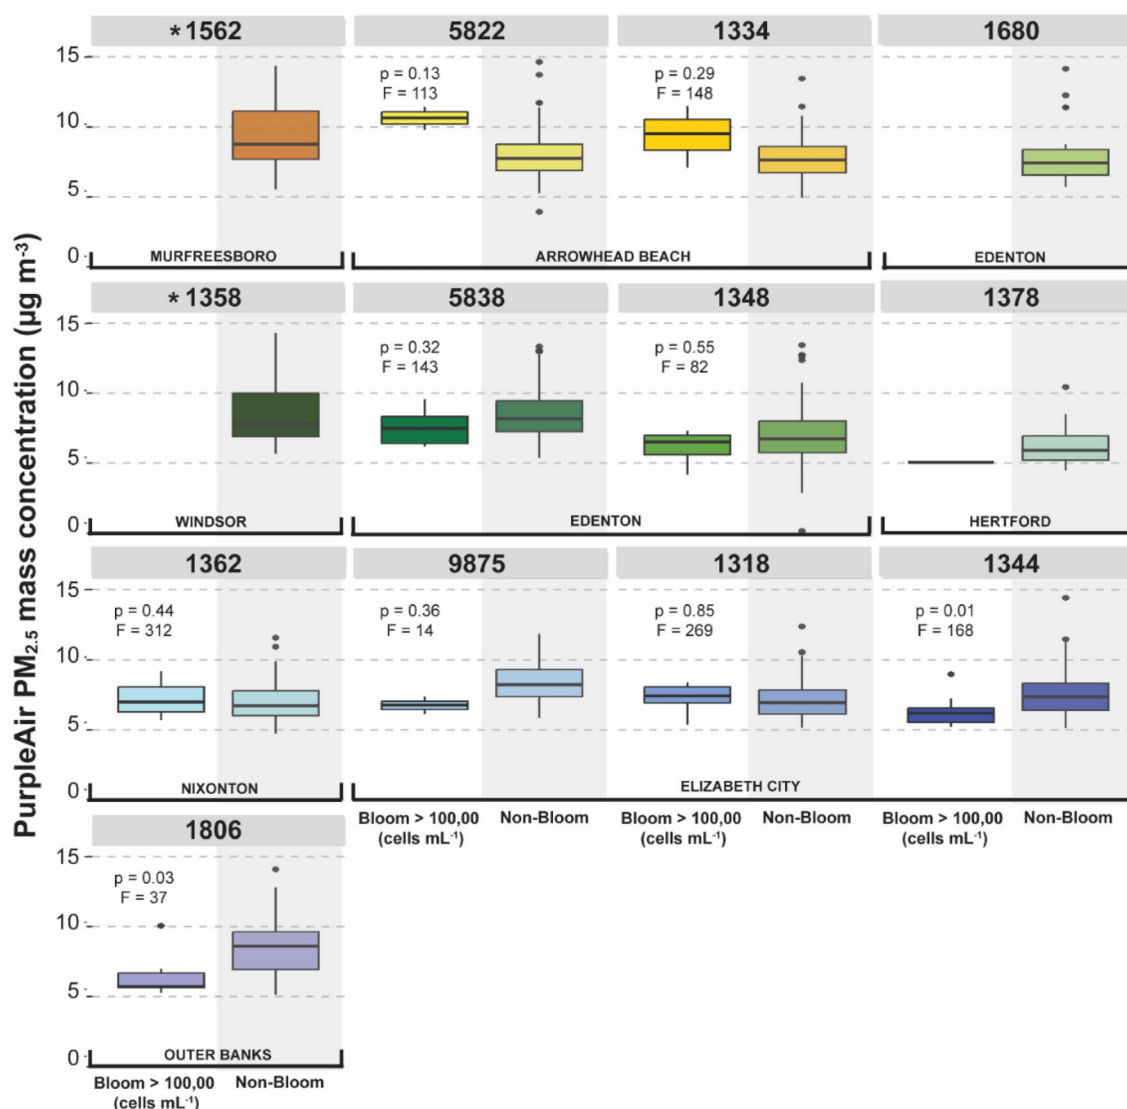 PurpleAir PM2.5 mass concentration (µg m-3)
*1562 5822 1334 1680
15
p = 0.13 p = 0.29
F = 113 F = 148
10
5
0
MURFREESBORO ARROWHEAD BEACH EDENTON
*1358 5838 1348 1378
15
p = 0.32 p = 0.55
F = 143 F = 82
10
5
0
WINDSOR EDENTON HERTFORD
1362 9875 1318 1344
15
p = 0.44 p = 0.36 p = 0.85 p = 0.01
F = 312 F = 14 F = 269 F = 168
10
5
0
NIXONTON ELIZABETH CITY
Bloom > 100,00 Non-Bloom Bloom > 100,00 Non-Bloom Bloom > 100,00 Non-Bloom
(cells mL-1) (cells mL-1) (cells mL-1)
1806
15
p = 0.03
F = 37
10
5
0
OUTER BANKS
Bloom > 100,00 Non-Bloom
(cells mL-1)